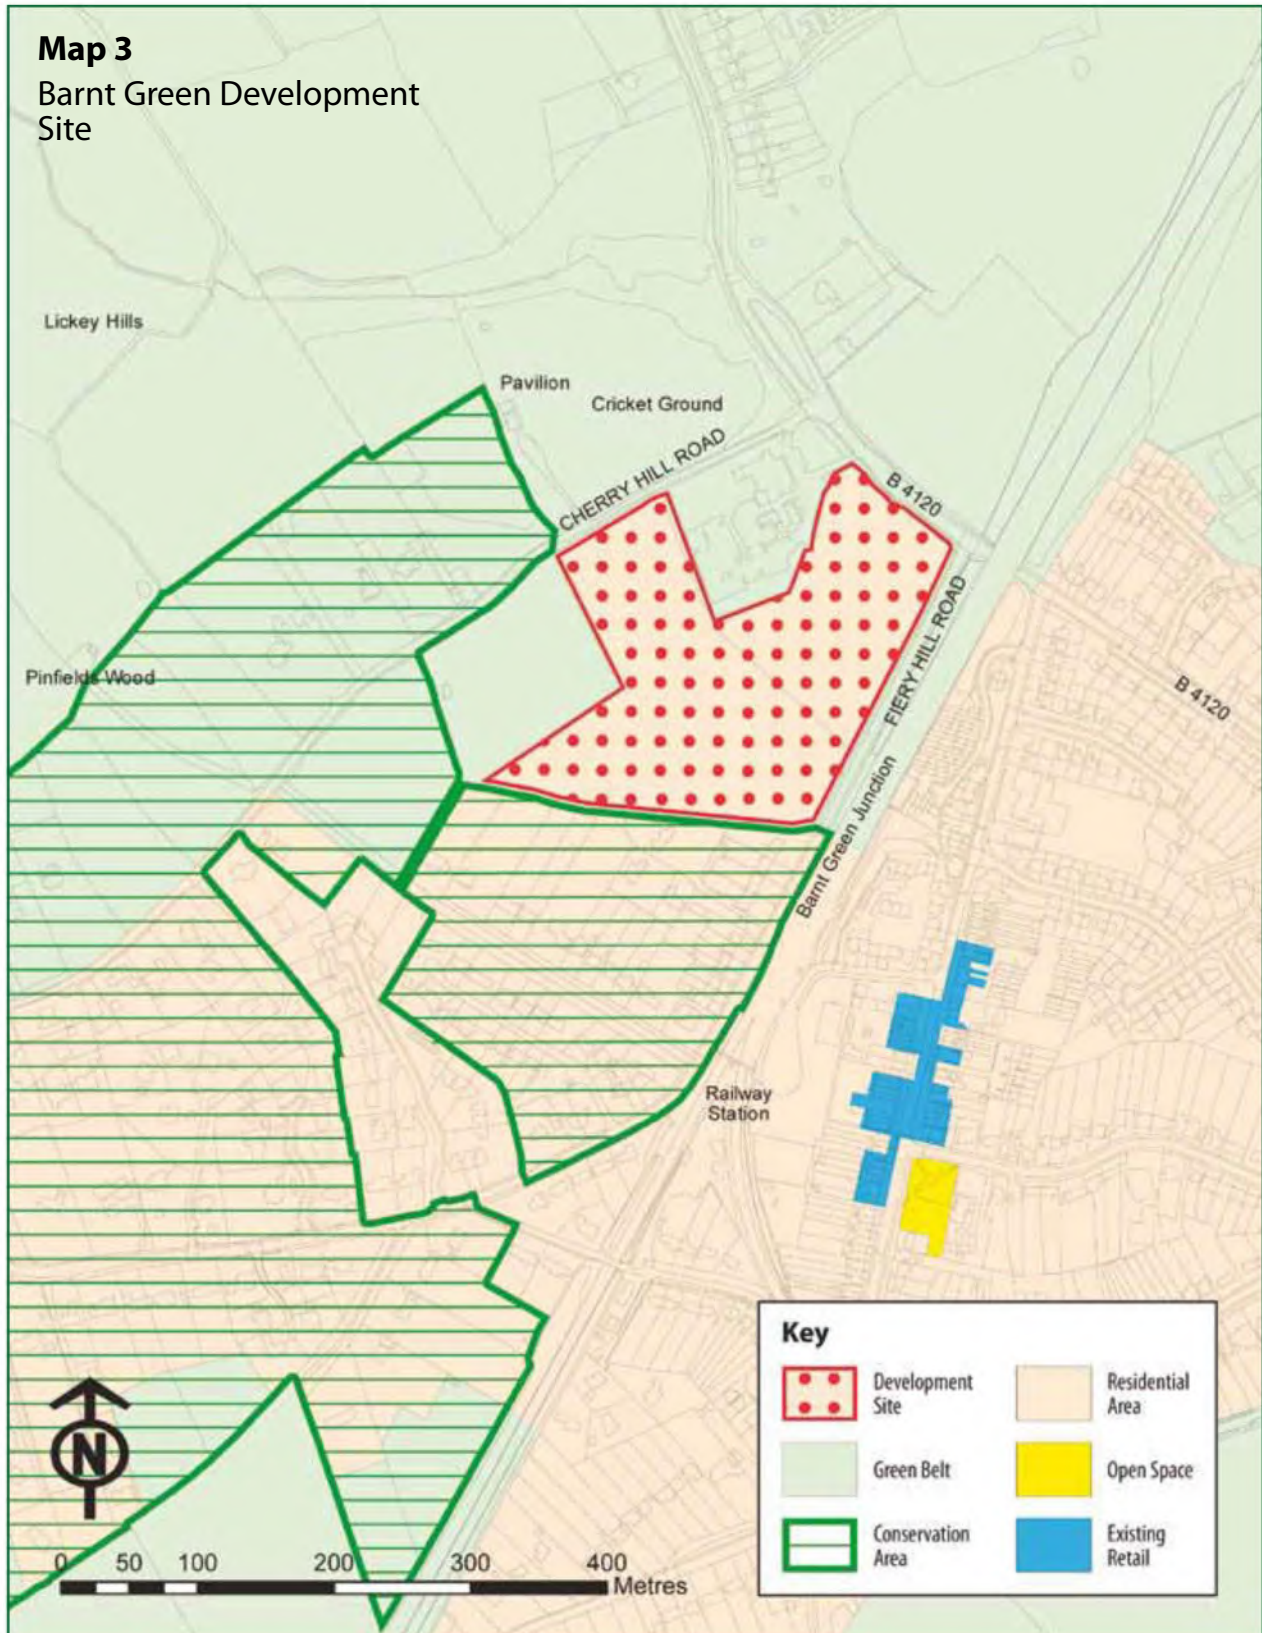 Map 3
Barnt Green Development
Site
Lickey Hills
Pavilion
Cricket Ground
CHERRY HILL ROAD
B 4120
FIERY HILL ROAD
Pinfields Wood
B 4120
Barnt Green Junction
Railway
Station
Key
Development
Site
Residential
Area
Green Belt
Open Space
Conservation
Area
Existing
Retail
N
0 50 100 200 300 400
Metres